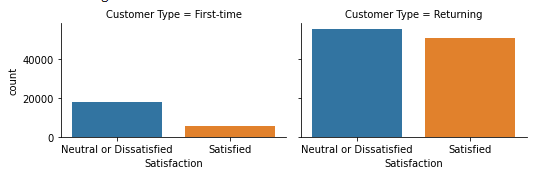 Customer Type = First-time
Customer Type = Returning
40000
20000
0
count
Neutral or Dissatisfied
Satisfied
Satisfaction
Neutral or Dissatisfied
Satisfied
Satisfaction